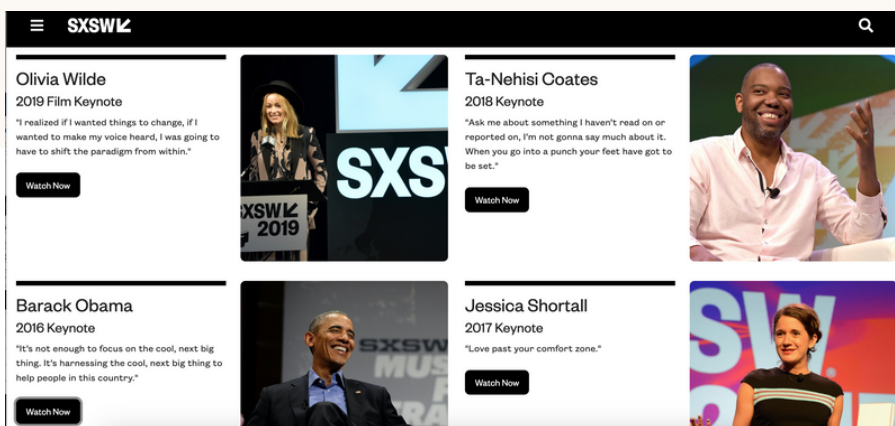 SXSW
Olivia Wilde
2019 Film Keynote
"I realized if I wanted things to change, if I
wanted to make my voice heard, I was going to
have to shift the paradigm from within."
Watch Now
SXS
SXSW
2019
Ta-Nehisi Coates
2018 Keynote
"Ask me about something I haven't read on or
reported on, I'm not gonna say much about it.
When you go into a punch your feet have got to
be set."
Watch Now
Barack Obama
2016 Keynote
"It's not enough to focus on the cool, next big
thing. It's harnessing the cool, next big thing to
help people in this country."
Watch Now
SXSW
MUS
Jessica Shortall
2017 Keynote
"Love past your comfort zone."
Watch Now
SW